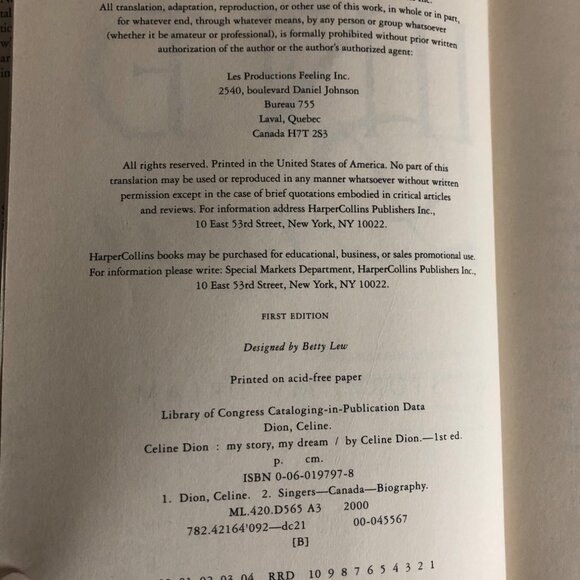 Inc.
All translation, adaptation, reproduction, or other use of this work, in whole or in part,
for whatever end, through whatever means, by any person or group whatsoever
(whether it be amateur or professional), is formally prohibited without prior written
authorization of the author or the author's authorized agent:
Les Productions Feeling Inc.
2540, boulevard Daniel Johnson
Bureau 755
Laval, Quebec
Canada H7T 2S3
All rights reserved. Printed in the United States of America. No part of this
translation may be used or reproduced in any manner whatsoever without written
permission except in the case of brief quotations embodied in critical articles
and reviews. For information address HarperCollins Publishers Inc.,
10 East 53rd Street, New York, NY 10022.
HarperCollins books may be purchased for educational, business, or sales promotional use.
For information please write: Special Markets Department, HarperCollins Publishers Inc.,
10 East 53rd Street, New York, NY 10022.
FIRST EDITION
Designed by Betty Lew
Printed on acid-free paper
Library of Congress Cataloging-in-Publication Data
Dion, Celine.
Celine Dion : my story, my dream / by Celine Dion.—1st ed.
p. cm.
ISBN 0-06-019797-8
1. Dion, Celine. 2. Singers—Canada—Biography.
ML.420.D565 A3 2000
782.42164'092—dc21 00-045567
[B]
01 02 03 04 RRD 10 9 8 7 6 5 4 3 2 1